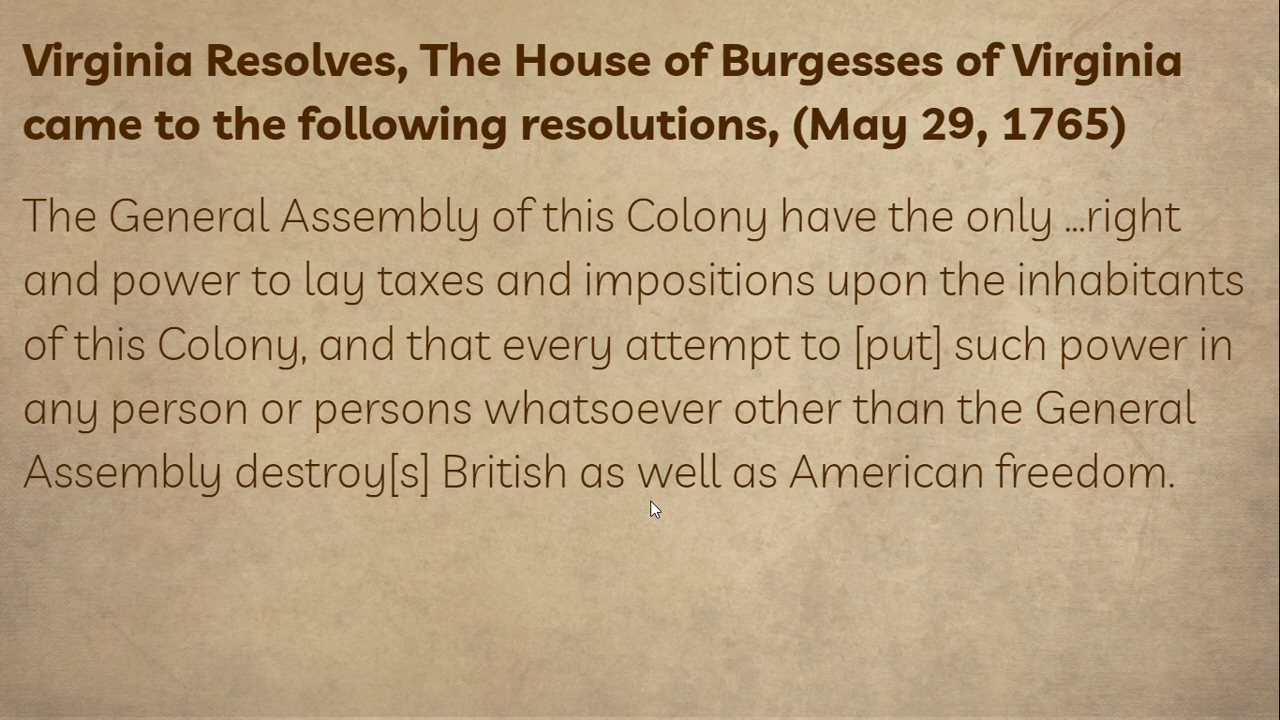 Virginia Resolves, The House of Burgesses of Virginia
came to the following resolutions, (May 29, 1765)
The General Assembly of this Colony have the only ...right
and power to lay taxes and impositions upon the inhabitants
of this Colony, and that every attempt to [put] such power in
any person or persons whatsoever other than the General
Assembly destroy[s] British as well as American freedom.